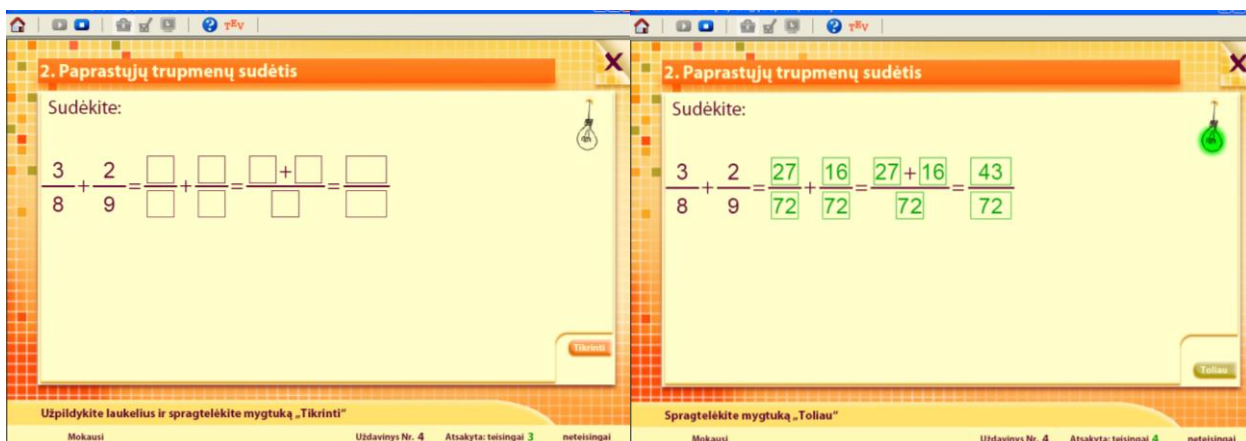 TEV
2. Paprastųjų trupmenų sudėtis
X
Sudėkite:
3/8 + 2/9 = □/□ + □/□ = (□ + □)/□ = □/□
Tikrinti
Užpildykite laukelius ir spragtelėkite mygtuką „Tikrinti“
Mokausi Uždavinys Nr. 4 Atsakyta: teisingai 3 neteisingai
TEV
2. Paprastųjų trupmenų sudėtis
X
Sudėkite:
3/8 + 2/9 = 27/72 + 16/72 = (27 + 16)/72 = 43/72
Toliau
Spragtelėkite mygtuką „Toliau“
Mokausi Uždavinys Nr. 4 Atsakyta: teisingai 4 neteisingai